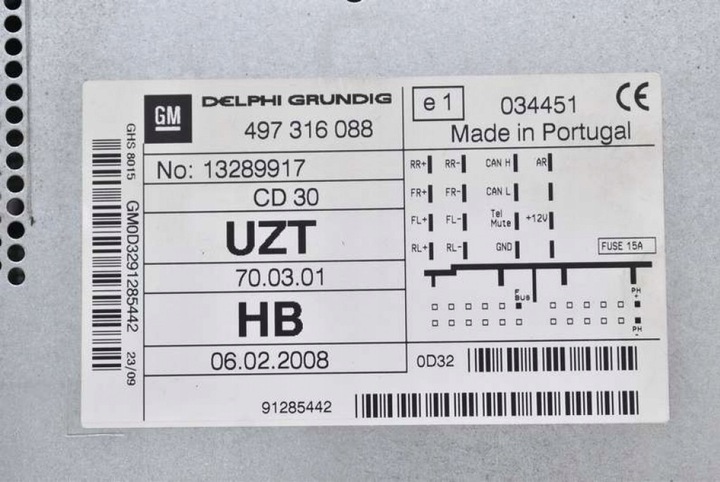 GM
DELPHI GRUNDIG
497 316 088
No: 13289917
CD 30
UZT
70.03.01
HB
06.02.2008
91285442
GHS 8015
GM0D3291285442
23/09
e1 034451 CE
Made in Portugal
RR+ RR- CAN H AR
FR+ FR- CAN L
FL+ FL- Tel Mute +12V
RL+ RL- GND
FUSE 15A
F BUS
PH +
PH -
0D32